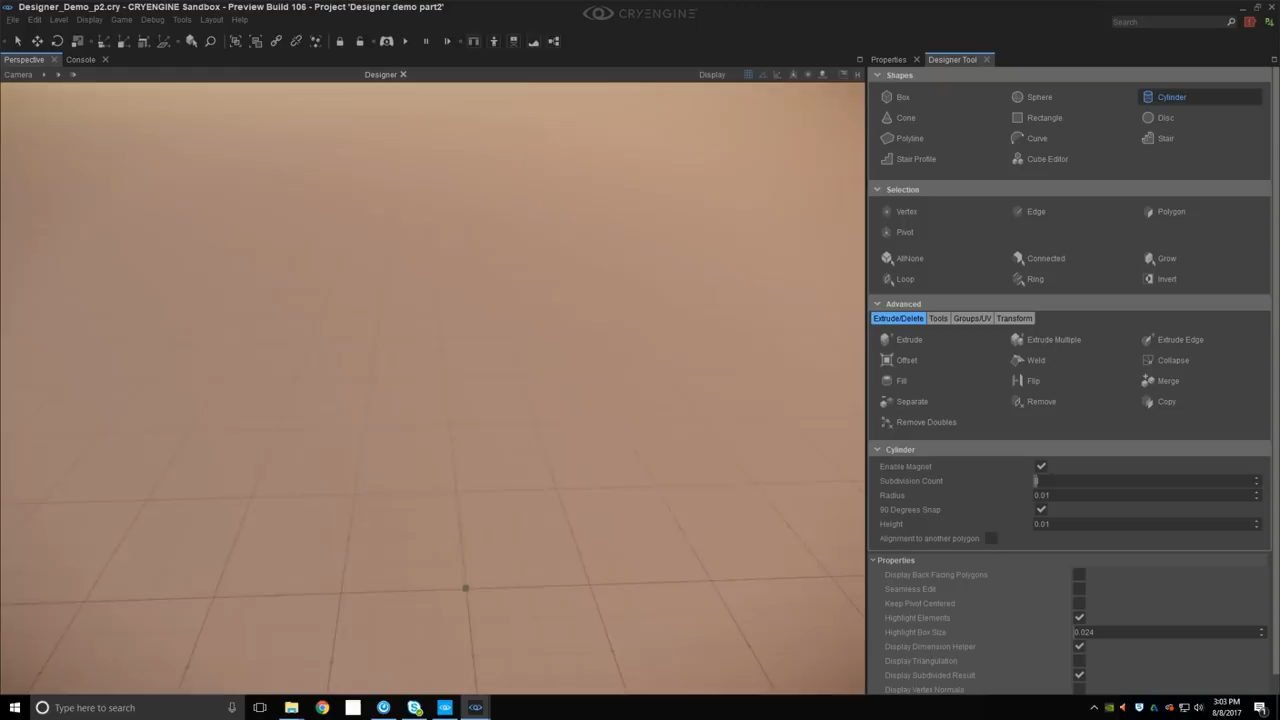 Designer_Demo_p2.cry - CRYENGINE Sandbox - Preview Build 106 - Project 'Designer demo part2'
File Edit Level Display Game Debug Tools Layout Help
CRYENGINE
Search
Perspective Console
Properties Designer Tool
Camera Designer Display H
Shapes
Box Sphere Cylinder
Cone Rectangle Disc
Polyline Curve Stair
Stair Profile Cube Editor
Selection
Vertex Edge Polygon
Pivot
AllNone Connected Grow
Loop Ring Invert
Advanced
Extrude/Delete Tools Groups/UV Transform
Extrude Extrude Multiple Extrude Edge
Offset Weld Collapse
Fill Flip Merge
Separate Remove Copy
Remove Doubles
Cylinder
Enable Magnet
Subdivision Count
Radius 0.01
90 Degrees Snap
Height 0.01
Alignment to another polygon
Properties
Display Back Facing Polygons
Seamless Edit
Keep Pivot Centered
Highlight Elements
Highlight Box Size 0.024
Display Dimension Helper
Display Triangulation
Display Subdivided Result
Display Vertex Normals
Type here to search
3:03 PM
8/8/2017